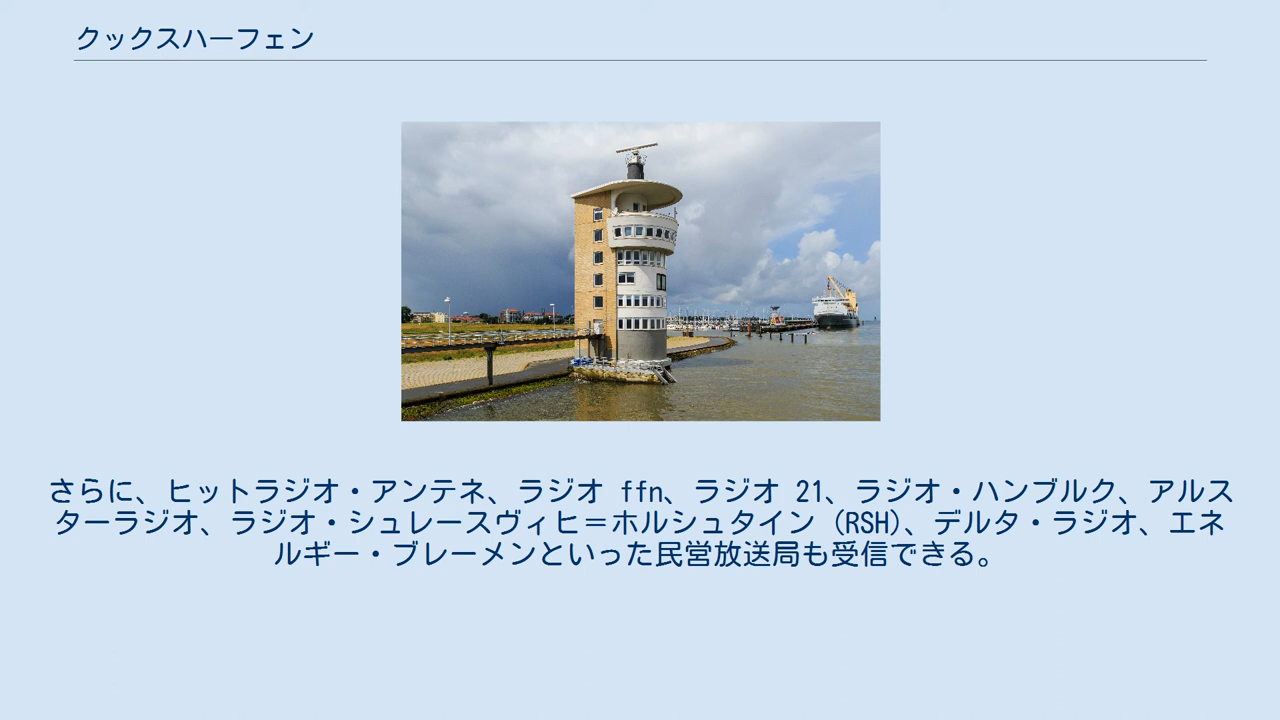 クックスハーフェン
さらに、ヒットラジオ・アンテネ、ラジオ ffn、ラジオ 21、ラジオ・ハンブルク、アルス
ターラジオ、ラジオ・シュレースヴィヒ＝ホルシュタイン (RSH)、デルタ・ラジオ、エネ
ルギー・ブレーメンといった民営放送局も受信できる。